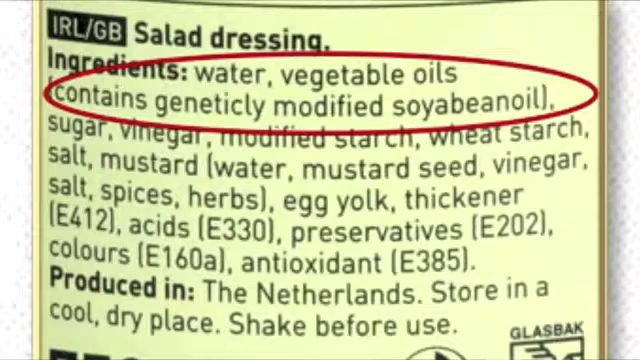 IRL/GB Salad dressing.
Ingredients: water, vegetable oils
(contains geneticly modified soyabeanoil),
sugar, vinegar, modified starch, wheat starch,
salt, mustard (water, mustard seed, vinegar,
salt, spices, herbs), egg yolk, thickener
(E412), acids (E330), preservatives (E202),
colours (E160a), antioxidant (E385).
Produced in: The Netherlands. Store in a
cool, dry place. Shake before use.
GLASBAK